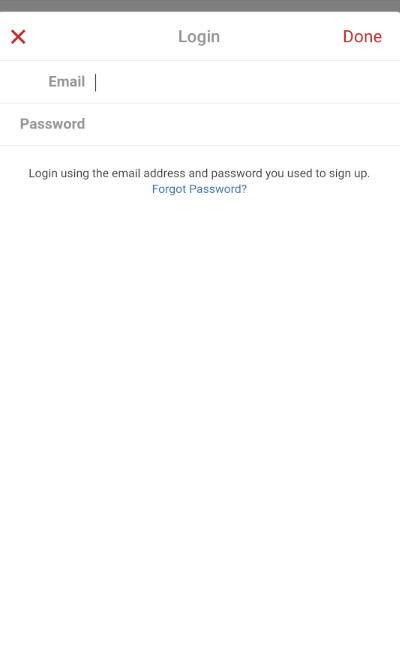 Login
Done
Email
Password
Login using the email address and password you used to sign up.
Forgot Password?